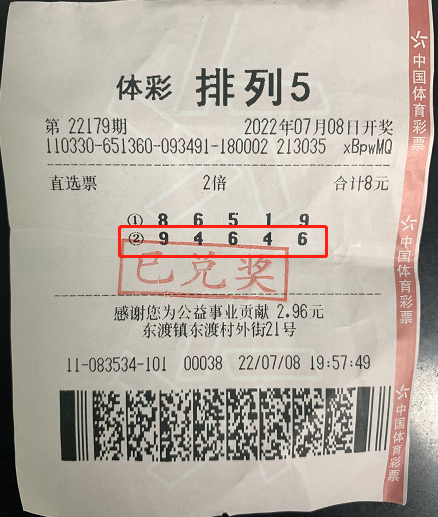 体彩 排列5
第 22179期 2022年07月08日开奖
110330-651360-093491-180002 213035 xBpwMQ
直选票 2倍 合计8元
① 8 6 5 1 9
② 9 4 6 4 6
已兑奖
感谢您为公益事业贡献 2.96元
东渡镇东渡村外街21号
11-083534-101 00038 22/07/08 19:57:49
中国体育彩票
中国体育彩票
中国体育彩票